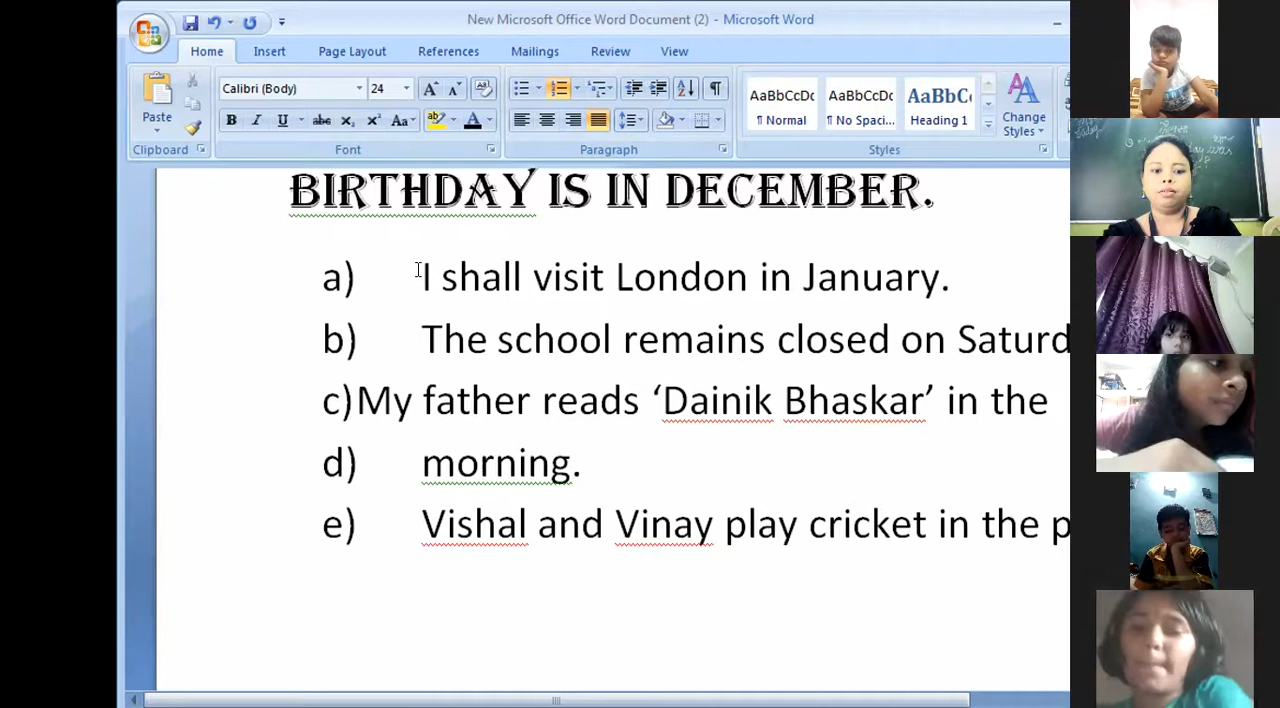 New Microsoft Office Word Document (2) - Microsoft Word
Home Insert Page Layout References Mailings Review View
Paste
Calibri (Body) 24
AaBbCcDc AaBbCcDc AaBbC
¶ Normal ¶ No Spaci... Heading 1
Change Styles
Clipboard Font Paragraph Styles
BIRTHDAY IS IN DECEMBER.
a) I shall visit London in January.
b) The school remains closed on Saturd
c) My father reads ‘Dainik Bhaskar’ in the
d) morning.
e) Vishal and Vinay play cricket in the p